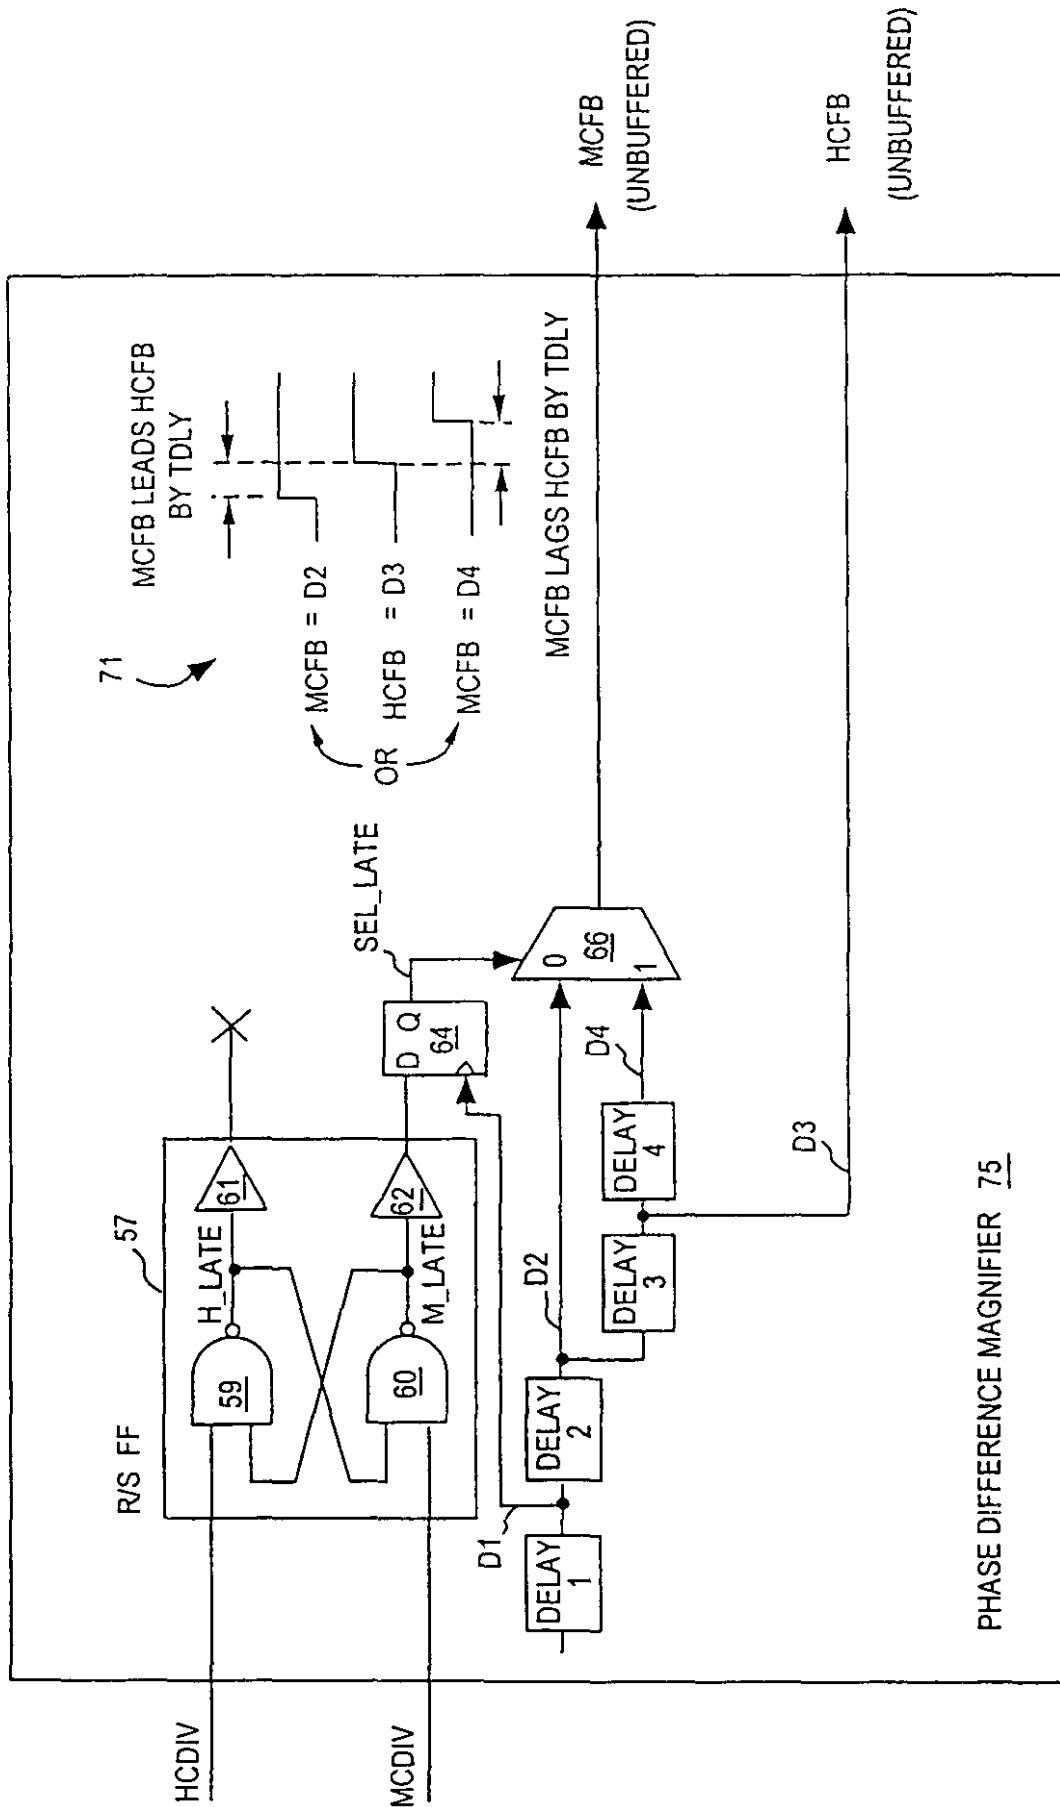 HCDIV
MCDIV
R/S FF
57
59
60
H_LATE
M_LATE
61
62
D Q
64
SEL_LATE
D1
DELAY
1
DELAY
2
D2
DELAY
3
DELAY
4
D4
D3
0
66
1
71
MCFB = D2
OR
HCFB = D3
MCFB = D4
MCFB LEADS HCFB
BY TDLY
MCFB LAGS HCFB BY TDLY
MCFB
(UNBUFFERED)
HCFB
(UNBUFFERED)
PHASE DIFFERENCE MAGNIFIER 75